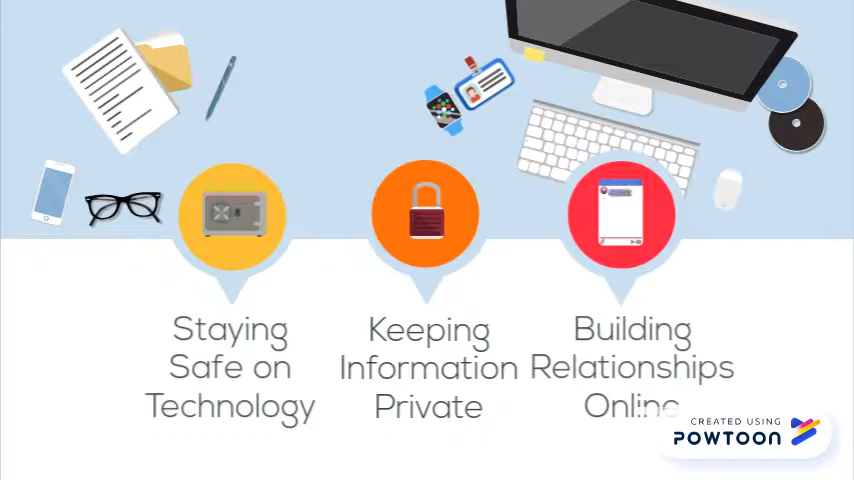 Staying
Safe on
Technology
Keeping
Information
Private
Building
Relationships
Online
CREATED USING
POWTOON